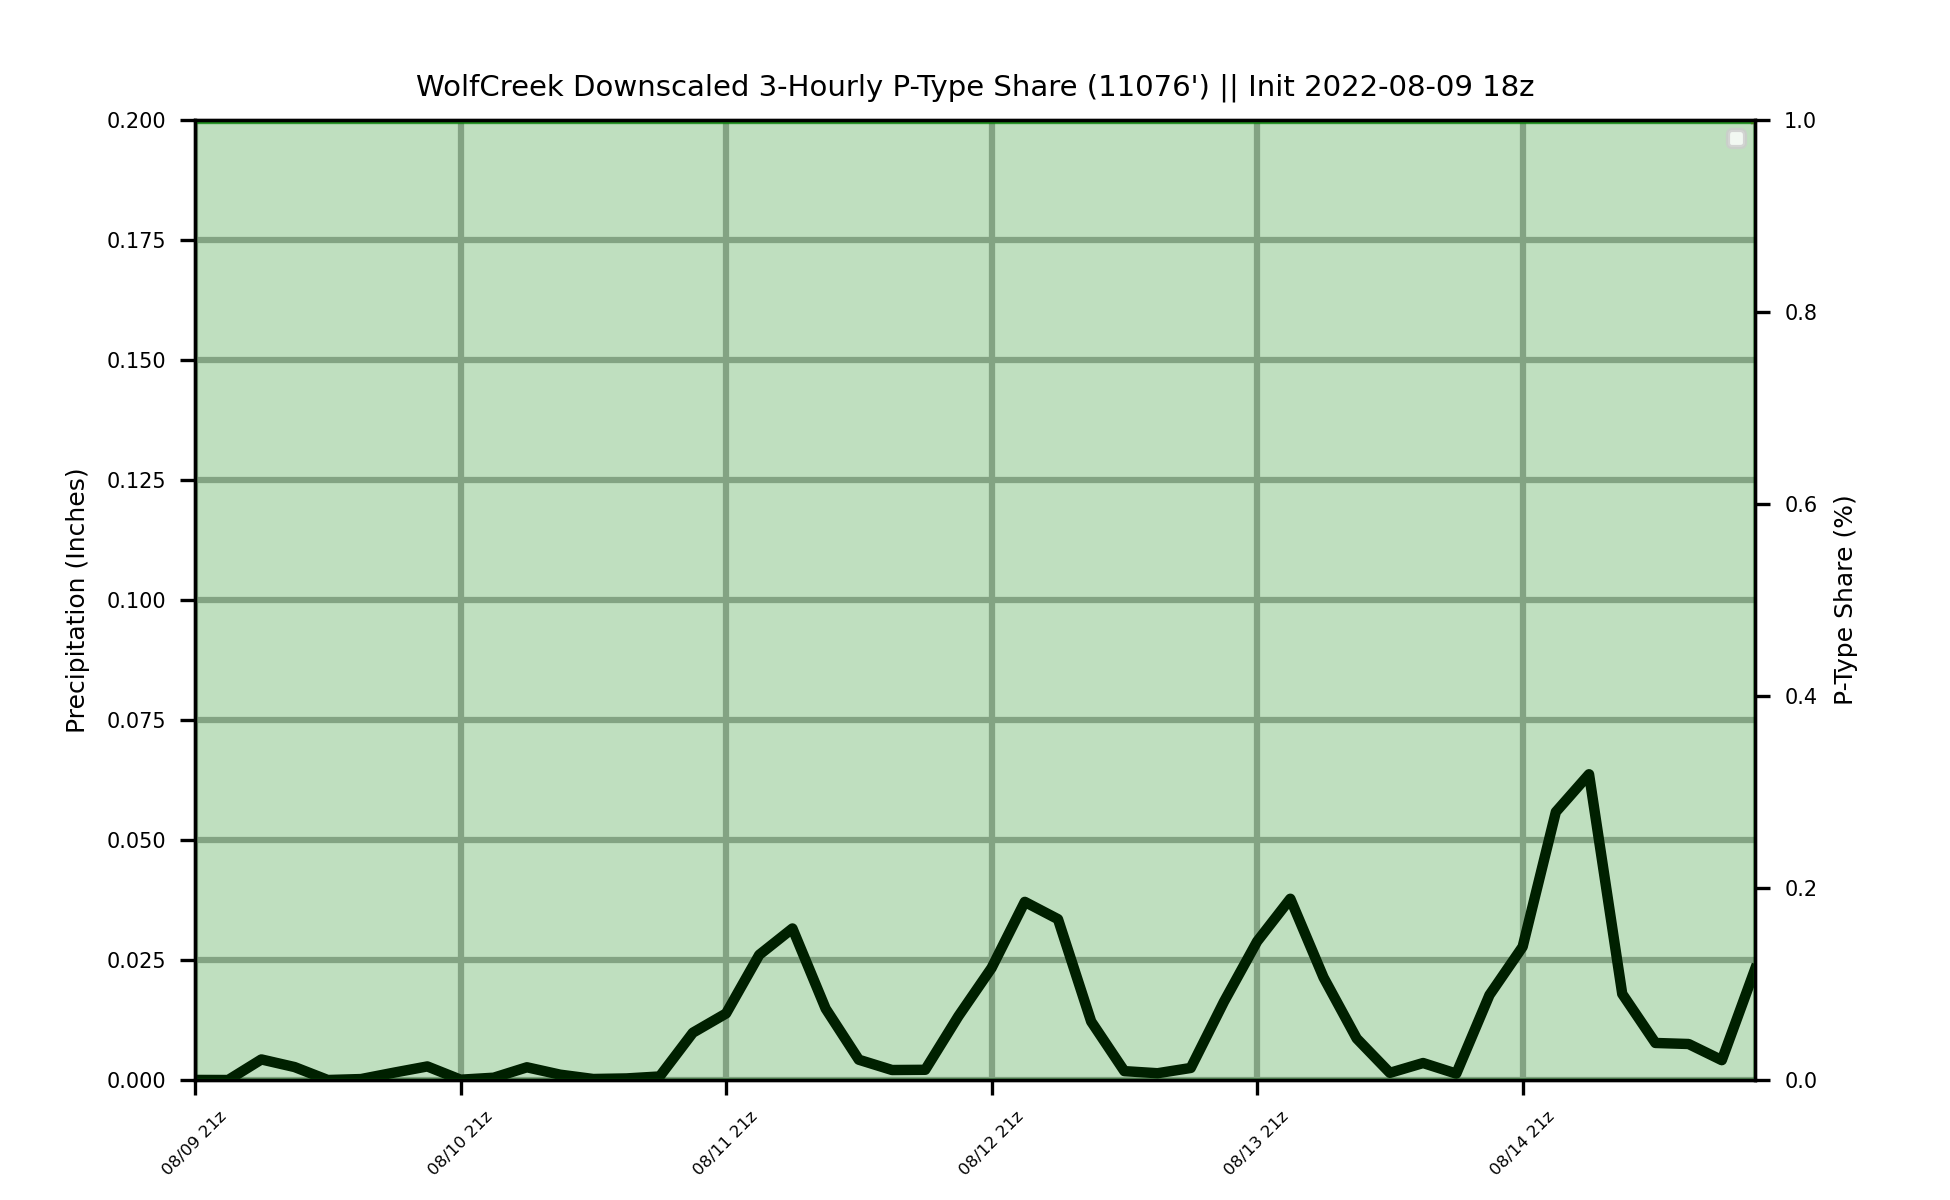 WolfCreek Downscaled 3-Hourly P-Type Share (11076') || Init 2022-08-09 18z
0.200
0.175
0.150
0.125
0.100
0.075
0.050
0.025
0.000
Precipitation (Inches)
1.0
0.8
0.6
0.4
0.2
0.0
P-Type Share (%)
08/09 21z
08/10 21z
08/11 21z
08/12 21z
08/13 21z
08/14 21z